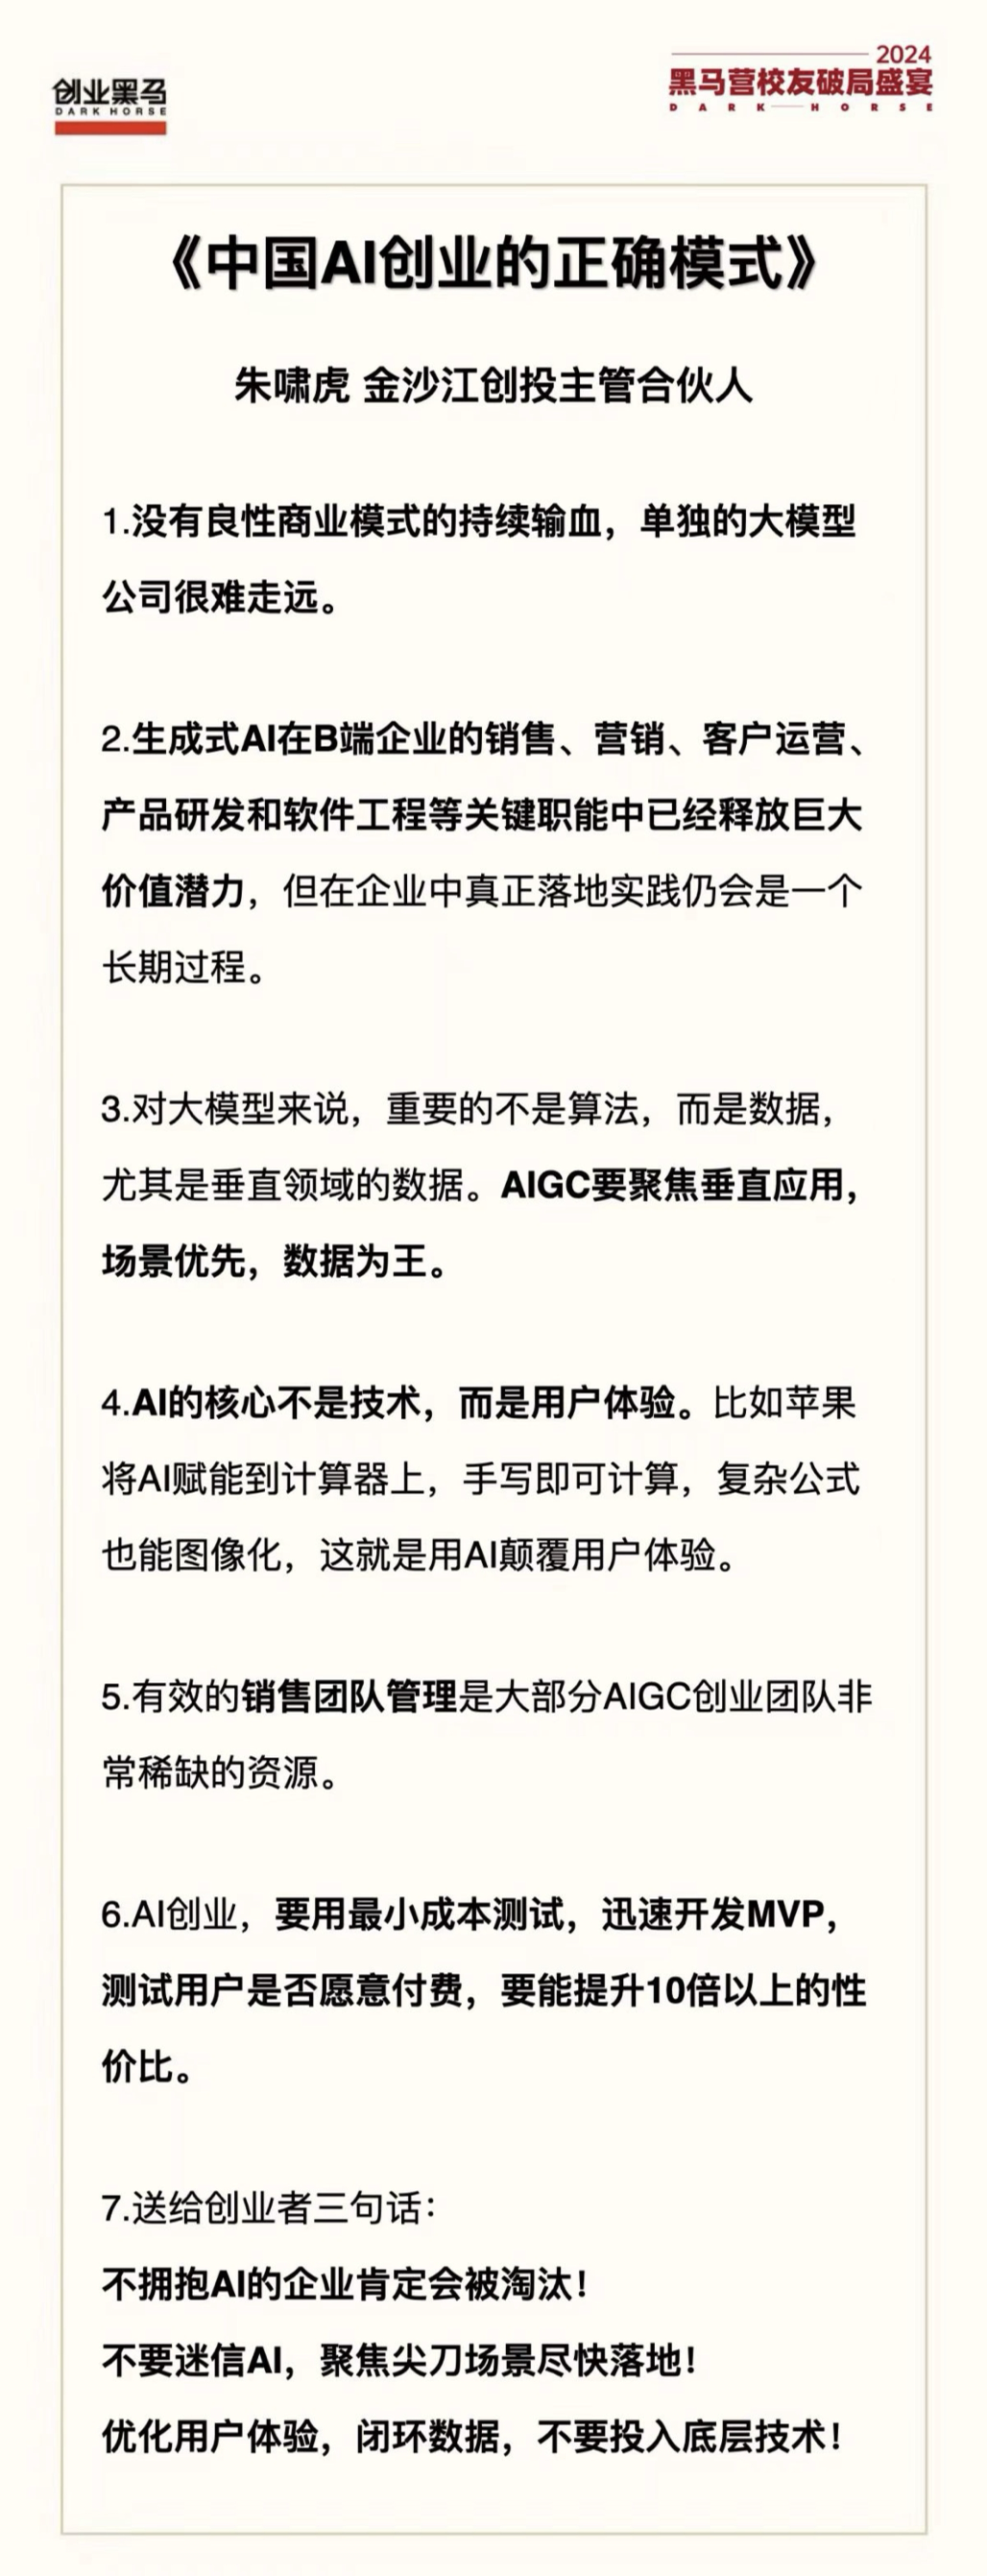 创业黑马
DARK HORSE
2024
黑马营校友破局盛宴
DARK HORSE
《中国AI创业的正确模式》
朱啸虎 金沙江创投主管合伙人
1.没有良性商业模式的持续输血，单独的大模型
公司很难走远。
2.生成式AI在B端企业的销售、营销、客户运营、
产品研发和软件工程等关键职能中已经释放巨大
价值潜力，但在企业中真正落地实践仍会是一个
长期过程。
3.对大模型来说，重要的不是算法，而是数据，
尤其是垂直领域的数据。AIGC要聚焦垂直应用，
场景优先，数据为王。
4.AI的核心不是技术，而是用户体验。比如苹果
将AI赋能到计算器上，手写即可计算，复杂公式
也能图像化，这就是用AI颠覆用户体验。
5.有效的销售团队管理是大部分AIGC创业团队非
常稀缺的资源。
6.AI创业，要用最小成本测试，迅速开发MVP，
测试用户是否愿意付费，要能提升10倍以上的性
价比。
7.送给创业者三句话：
不拥抱AI的企业肯定会被淘汰！
不要迷信AI，聚焦尖刀场景尽快落地！
优化用户体验，闭环数据，不要投入底层技术！